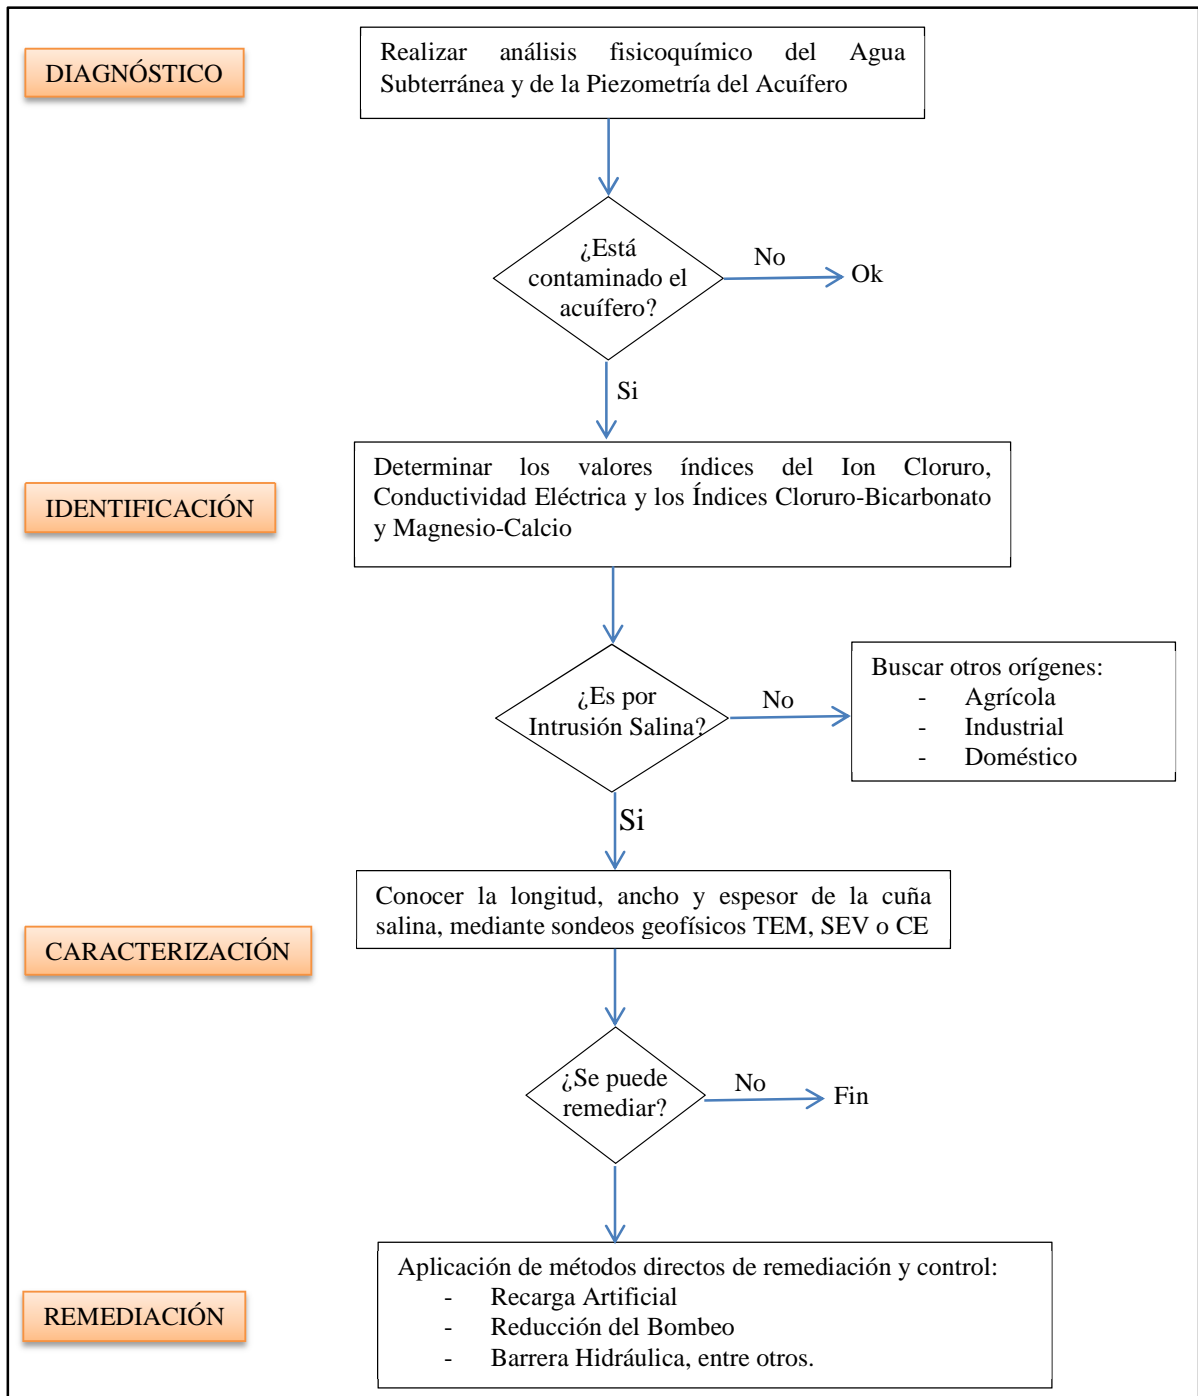 DIAGNÓSTICO
Realizar análisis fisicoquímico del Agua
Subterránea y de la Piezometría del Acuífero
¿Está
contaminado el
acuífero?
No
Ok
Si
IDENTIFICACIÓN
Determinar los valores índices del Ion Cloruro,
Conductividad Eléctrica y los Índices Cloruro-Bicarbonato
y Magnesio-Calcio
¿Es por
Intrusión Salina?
No
Buscar otros orígenes:
- Agrícola
- Industrial
- Doméstico
Si
CARACTERIZACIÓN
Conocer la longitud, ancho y espesor de la cuña
salina, mediante sondeos geofísicos TEM, SEV o CE
¿Se puede
remediar?
No
Fin
REMEDIACIÓN
Aplicación de métodos directos de remediación y control:
- Recarga Artificial
- Reducción del Bombeo
- Barrera Hidráulica, entre otros.